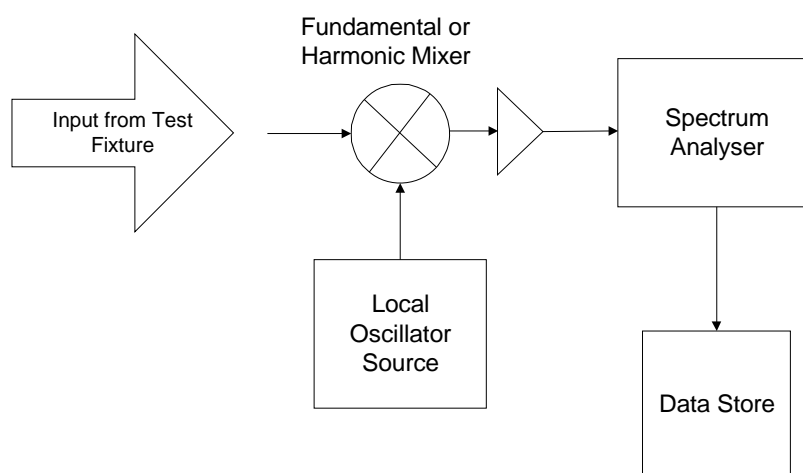 Fundamental or
Harmonic Mixer
Input from Test
Fixture
Spectrum
Analyser
Local
Oscillator
Source
Data Store